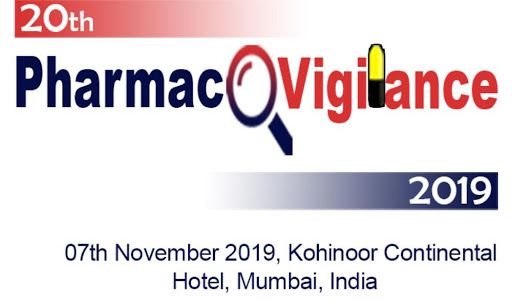 20th
PharmacoVigilance
2019
07th November 2019, Kohinoor Continental
Hotel, Mumbai, India